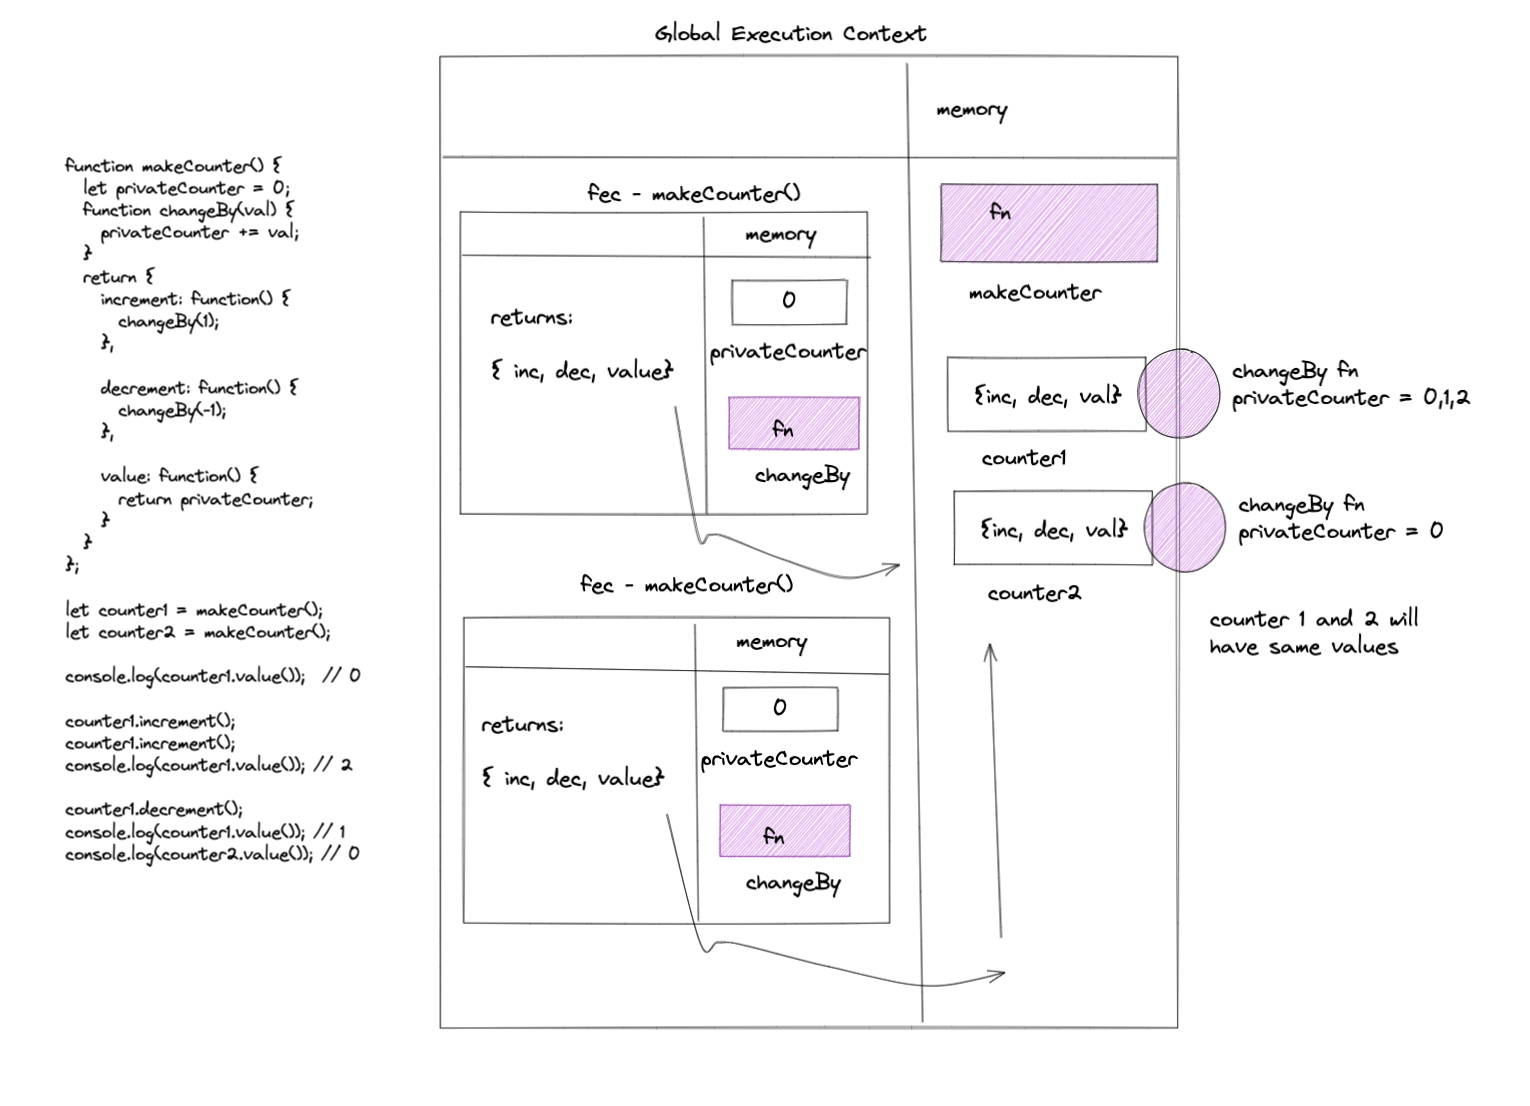 Global Execution Context
function makeCounter() {
let privateCounter = 0;
function changeBy(val) {
privateCounter += val;
}
return {
increment: function() {
changeBy(1);
},
decrement: function() {
changeBy(-1);
},
value: function() {
return privateCounter;
}
}
};
let counter1 = makeCounter();
let counter2 = makeCounter();
console.log(counter1.value()); // 0
counter1.increment();
counter1.increment();
console.log(counter1.value()); // 2
counter1.decrement();
console.log(counter1.value()); // 1
console.log(counter2.value()); // 0
fec - makeCounter()
memory
returns:
{ inc, dec, value}
0
privateCounter
fn
changeBy
fec - makeCounter()
memory
returns:
{ inc, dec, value}
0
privateCounter
fn
changeBy
memory
fn
makeCounter
{inc, dec, val}
counter1
changeBy fn
privateCounter = 0,1,2
{inc, dec, val}
counter2
changeBy fn
privateCounter = 0
counter 1 and 2 will
have same values